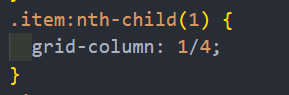 .item:nth-child(1) {
  grid-column: 1/4;
}